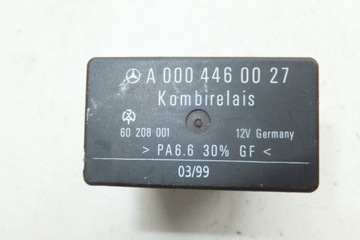 A 000 446 00 27
Kombirelais
60 208 001 12V Germany
> PA6.6 30% GF <
03/99